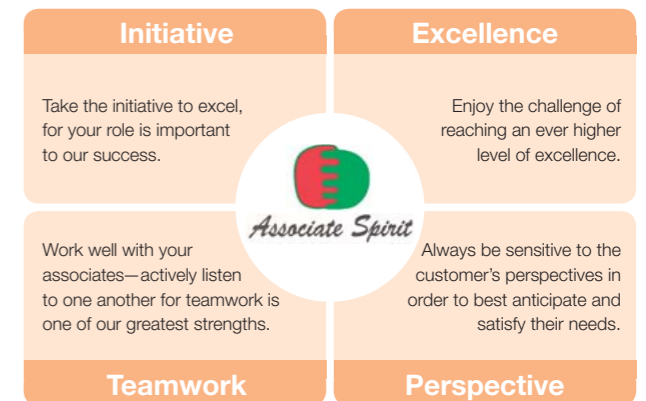 Initiative
Take the initiative to excel,
for your role is important
to our success.
Excellence
Enjoy the challenge of
reaching an ever higher
level of excellence.
Associate Spirit
Work well with your
associates—actively listen
to one another for teamwork is
one of our greatest strengths.
Teamwork
Always be sensitive to the
customer’s perspectives in
order to best anticipate and
satisfy their needs.
Perspective